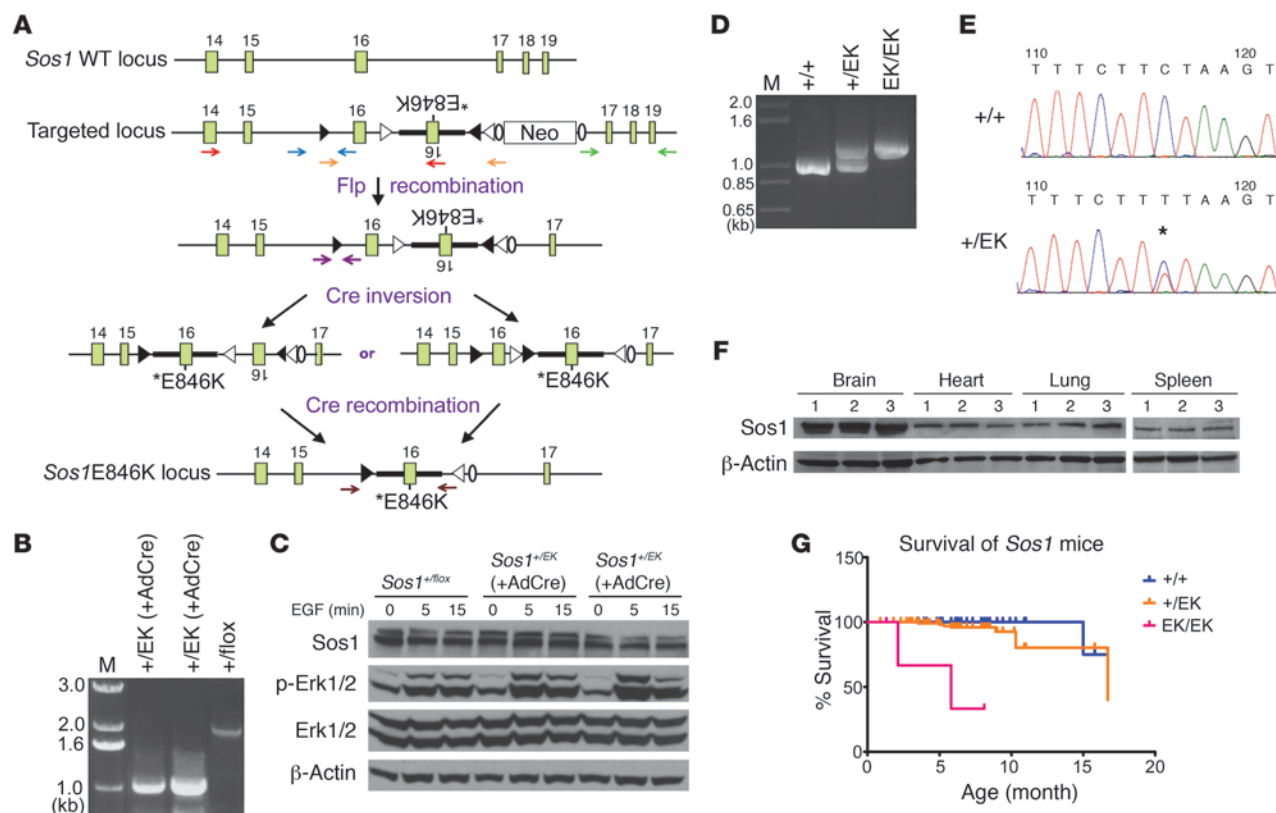 A
14 15 16 17 18 19
Sos1 WT locus
*E846K
14 15 16 17 18 19
Targeted locus
Neo
16
Flp recombination
*E846K
14 15 16 17
16
Cre inversion
14 15 16 17
16
*E846K
or
14 15 16 16 17
*E846K
Cre recombination
14 15 16 17
Sos1E846K locus
*E846K
B
M +/EK (+AdCre) +/EK (+AdCre) +/flox
3.0
2.0
1.6
1.0
(kb)
C
Sos1+/flox Sos1+/EK (+AdCre) Sos1+/EK (+AdCre)
EGF (min) 0 5 15 0 5 15 0 5 15
Sos1
p-Erk1/2
Erk1/2
β-Actin
D
M +/+ +/EK EK/EK
2.0
1.6
1.0
0.85
0.65
(kb)
E
110 120
T T T C T T C T A A G T
+/+
110 120
T T T C T T T T A A G T
*
+/EK
F
Brain Heart Lung Spleen
1 2 3 1 2 3 1 2 3 1 2 3
Sos1
β-Actin
G
Survival of Sos1 mice
% Survival
150
100
50
0
0 5 10 15 20
Age (month)
+/+
+/EK
EK/EK